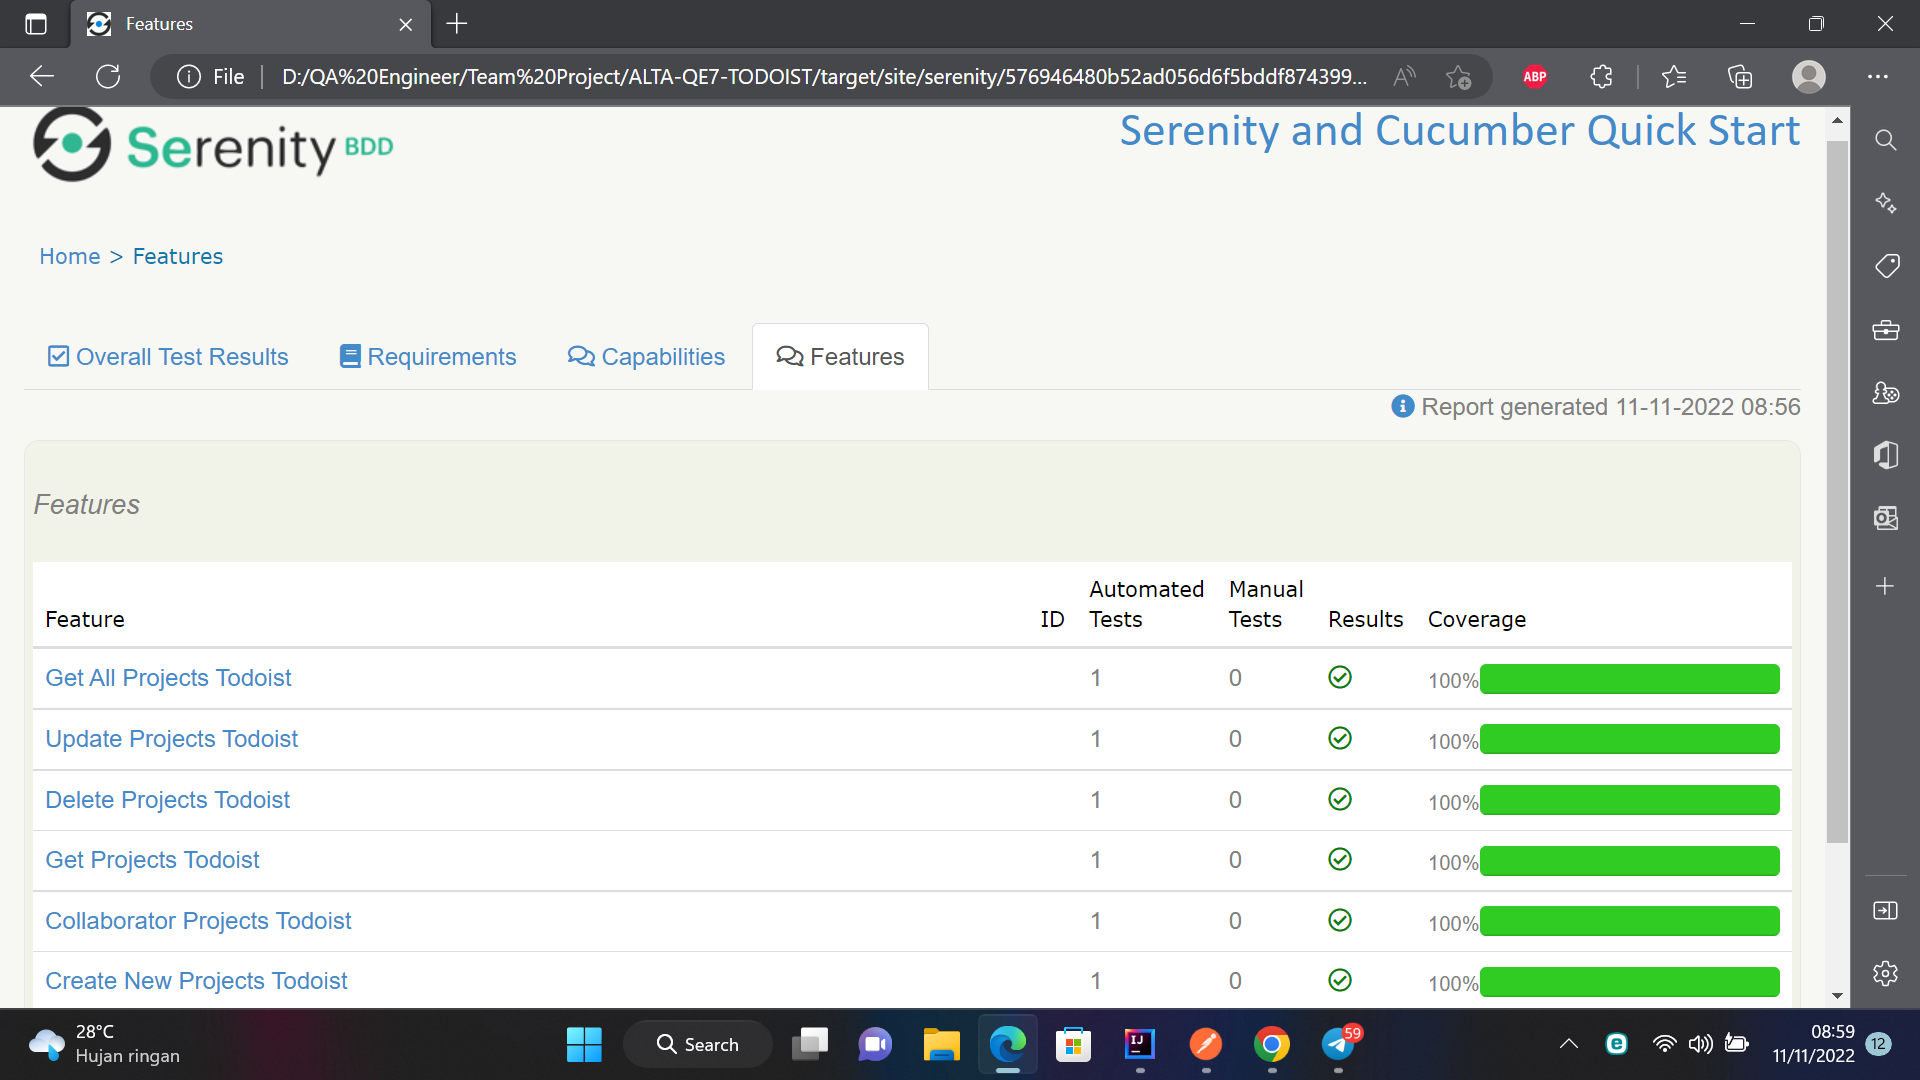 Features
File
D:/QA%20Engineer/Team%20Project/ALTA-QE7-TODOIST/target/site/serenity/576946480b52ad056d6f5bddf874399...
ABP
Serenity BDD
Serenity and Cucumber Quick Start
Home > Features
Overall Test Results
Requirements
Capabilities
Features
Report generated 11-11-2022 08:56
Features
Feature ID Automated Tests Manual Tests Results Coverage
Get All Projects Todoist 1 0 100%
Update Projects Todoist 1 0 100%
Delete Projects Todoist 1 0 100%
Get Projects Todoist 1 0 100%
Collaborator Projects Todoist 1 0 100%
Create New Projects Todoist 1 0 100%
28°C
Hujan ringan
Search
IJ
59
08:59
11/11/2022
12